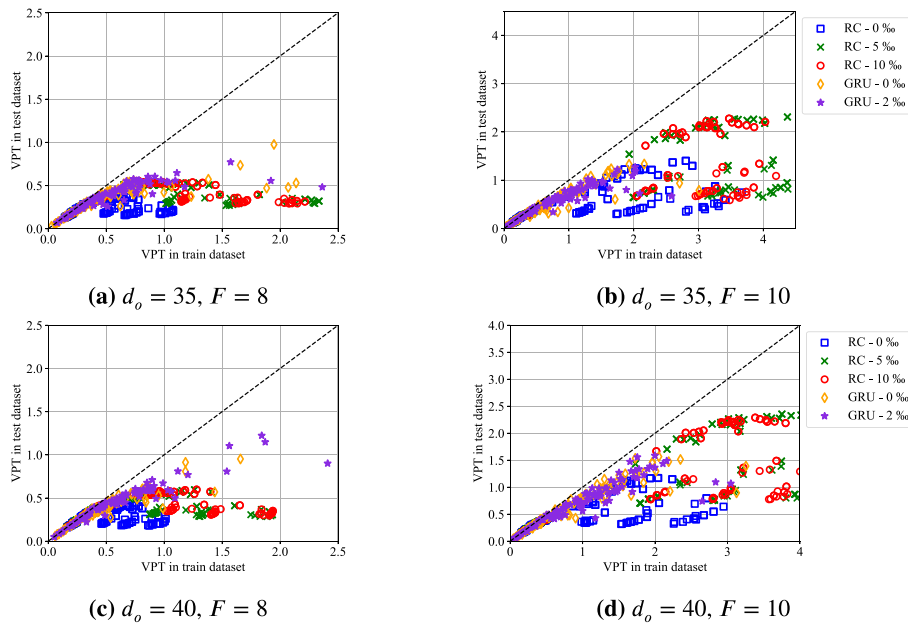 2.5
2.0
1.5
1.0
0.5
0.0
VPT in test dataset
0.0 0.5 1.0 1.5 2.0 2.5
VPT in train dataset
(a) d_o = 35, F = 8
4
3
2
1
0
VPT in test dataset
0 1 2 3 4
VPT in train dataset
RC - 0 ‰
RC - 5 ‰
RC - 10 ‰
GRU - 0 ‰
GRU - 2 ‰
(b) d_o = 35, F = 10
2.5
2.0
1.5
1.0
0.5
0.0
VPT in test dataset
0.0 0.5 1.0 1.5 2.0 2.5
VPT in train dataset
(c) d_o = 40, F = 8
4.0
3.5
3.0
2.5
2.0
1.5
1.0
0.5
0.0
VPT in test dataset
0 1 2 3 4
VPT in train dataset
RC - 0 ‰
RC - 5 ‰
RC - 10 ‰
GRU - 0 ‰
GRU - 2 ‰
(d) d_o = 40, F = 10